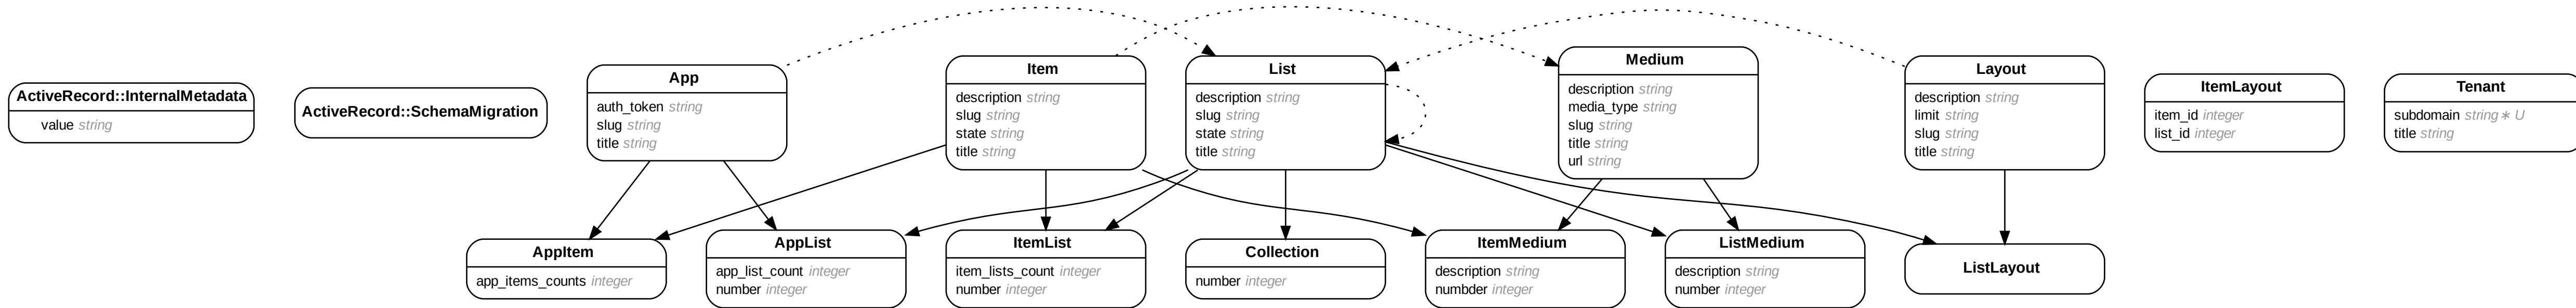 ActiveRecord::InternalMetadata
value string
ActiveRecord::SchemaMigration
App
auth_token string
slug string
title string
Item
description string
slug string
state string
title string
List
description string
slug string
state string
title string
Medium
description string
media_type string
slug string
title string
url string
Layout
description string
limit string
slug string
title string
ItemLayout
item_id integer
list_id integer
Tenant
subdomain string∗ U
title string
AppItem
app_items_counts integer
AppList
app_list_count integer
number integer
ItemList
item_lists_count integer
number integer
Collection
number integer
ItemMedium
description string
numbder integer
ListMedium
description string
number integer
ListLayout